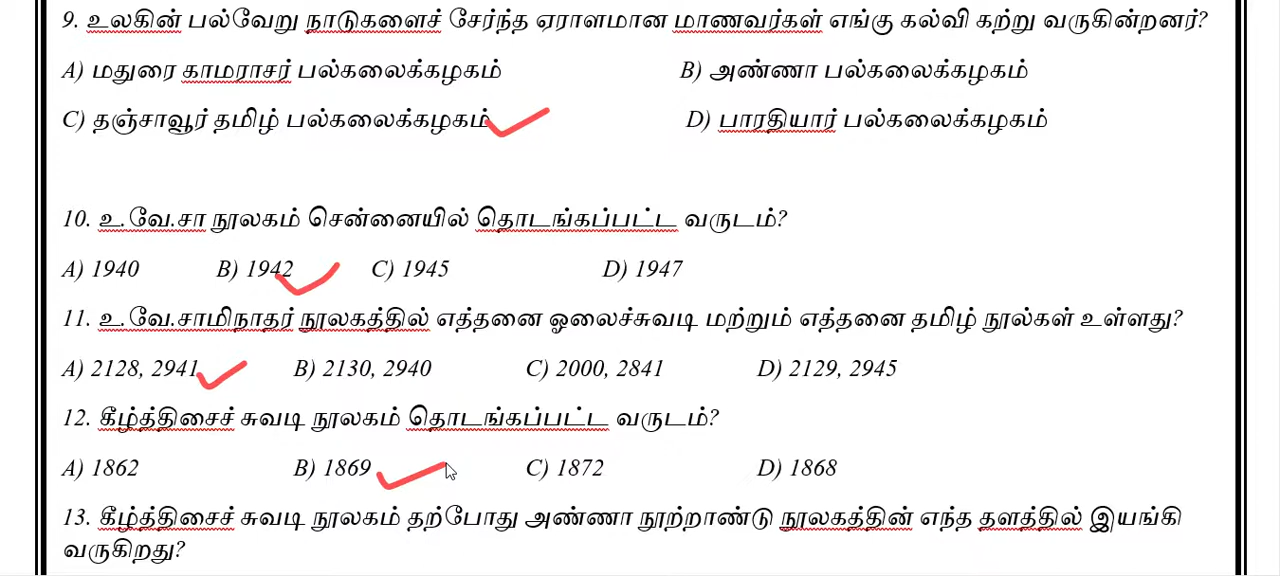 9. உலகின் பல்வேறு நாடுகளைச் சேர்ந்த ஏராளமான மாணவர்கள் எங்கு கல்வி கற்று வருகின்றனர்?
A) மதுரை காமராசர் பல்கலைக்கழகம் B) அண்ணா பல்கலைக்கழகம்
C) தஞ்சாவூர் தமிழ் பல்கலைக்கழகம் D) பாரதியார் பல்கலைக்கழகம்
10. உ.வே.சா நூலகம் சென்னையில் தொடங்கப்பட்ட வருடம்?
A) 1940 B) 1942 C) 1945 D) 1947
11. உ.வே.சாமிநாதர் நூலகத்தில் எத்தனை ஓலைச்சுவடி மற்றும் எத்தனை தமிழ் நூல்கள் உள்ளது?
A) 2128, 2941 B) 2130, 2940 C) 2000, 2841 D) 2129, 2945
12. கீழ்த்திசைச் சுவடி நூலகம் தொடங்கப்பட்ட வருடம்?
A) 1862 B) 1869 C) 1872 D) 1868
13. கீழ்த்திசைச் சுவடி நூலகம் தற்போது அண்ணா நூற்றாண்டு நூலகத்தின் எந்த தளத்தில் இயங்கி
வருகிறது?